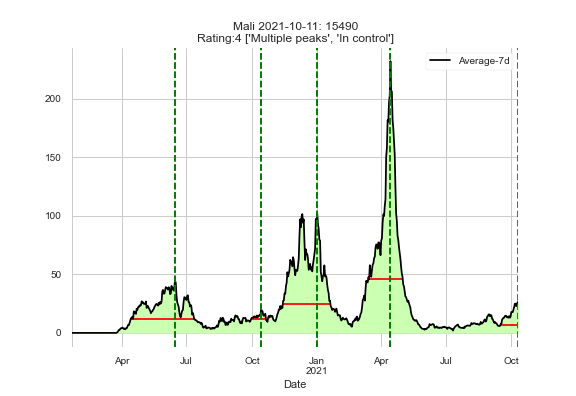 Mali 2021-10-11: 15490
Rating:4 ['Multiple peaks', 'In control']
Average-7d
200
150
100
50
0
Apr
Jul
Oct
Jan
2021
Apr
Jul
Oct
Date